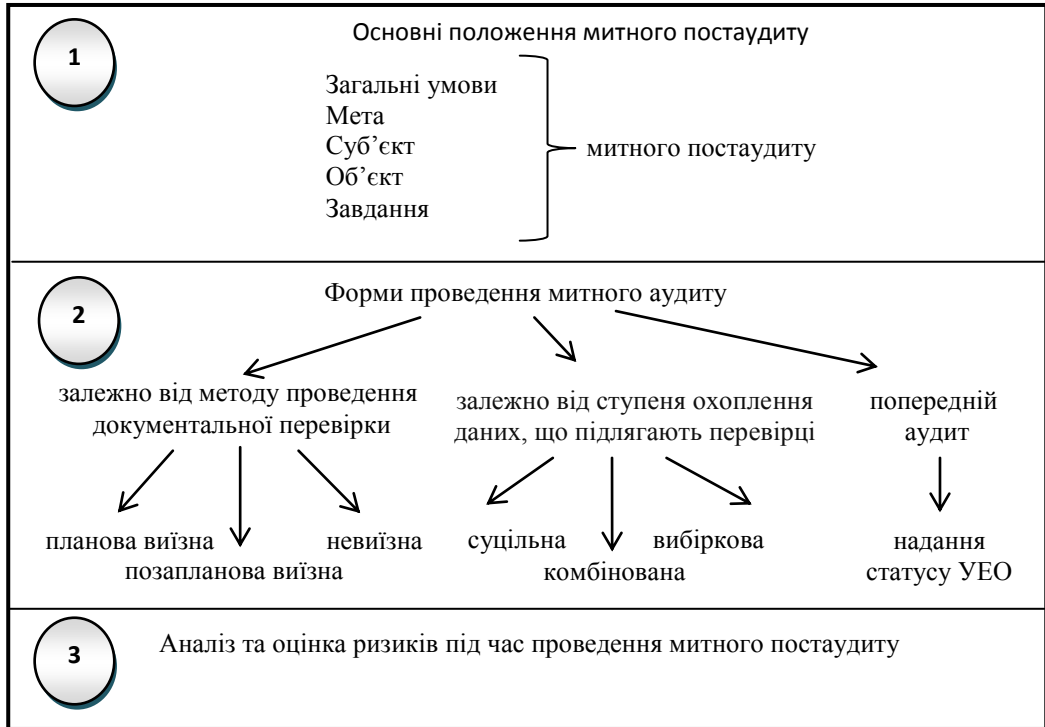 1
Основні положення митного постаудиту
Загальні умови
Мета
Суб’єкт
Об’єкт
Завдання
митного постаудиту
2
Форми проведення митного аудиту
залежно від методу проведення
документальної перевірки
залежно від ступеня охоплення
даних, що підлягають перевірці
попередній
аудит
планова виїзна
невиїзна
позапланова виїзна
суцільна
вибіркова
комбінована
надання
статусу УЕО
3
Аналіз та оцінка ризиків під час проведення митного постаудиту